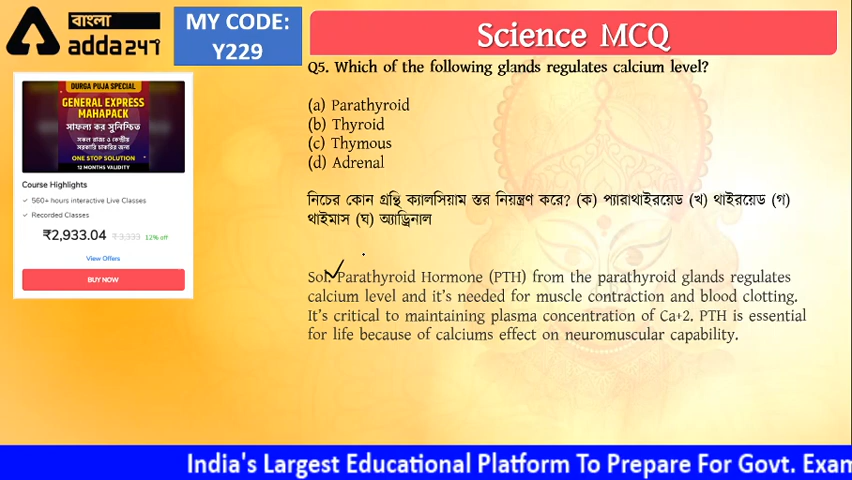 বাংলা
adda247
MY CODE:
Y229
Science MCQ
DURGA PUJA SPECIAL
GENERAL EXPRESS
MAHAPACK
সাফল্য কর সুনিশ্চিত
সকল রাজ্য ও কেন্দ্রীয়
সরকারি চাকরির জন্য
ONE STOP SOLUTION
12 MONTHS VALIDITY
Course Highlights
560+ hours interactive Live Classes
Recorded Classes
₹2,933.04 ₹3,333 12% off
View Offers
BUY NOW
Q5. Which of the following glands regulates calcium level?
(a) Parathyroid
(b) Thyroid
(c) Thymous
(d) Adrenal
নিচের কোন গ্রন্থি ক্যালসিয়াম স্তর নিয়ন্ত্রণ করে? (ক) প্যারাথাইরয়েড (খ) থাইরয়েড (গ)
থাইমাস (ঘ) অ্যাড্রিনাল
Sol. Parathyroid Hormone (PTH) from the parathyroid glands regulates
calcium level and it's needed for muscle contraction and blood clotting.
It's critical to maintaining plasma concentration of Ca+2. PTH is essential
for life because of calciums effect on neuromuscular capability.
India's Largest Educational Platform To Prepare For Govt. Exam